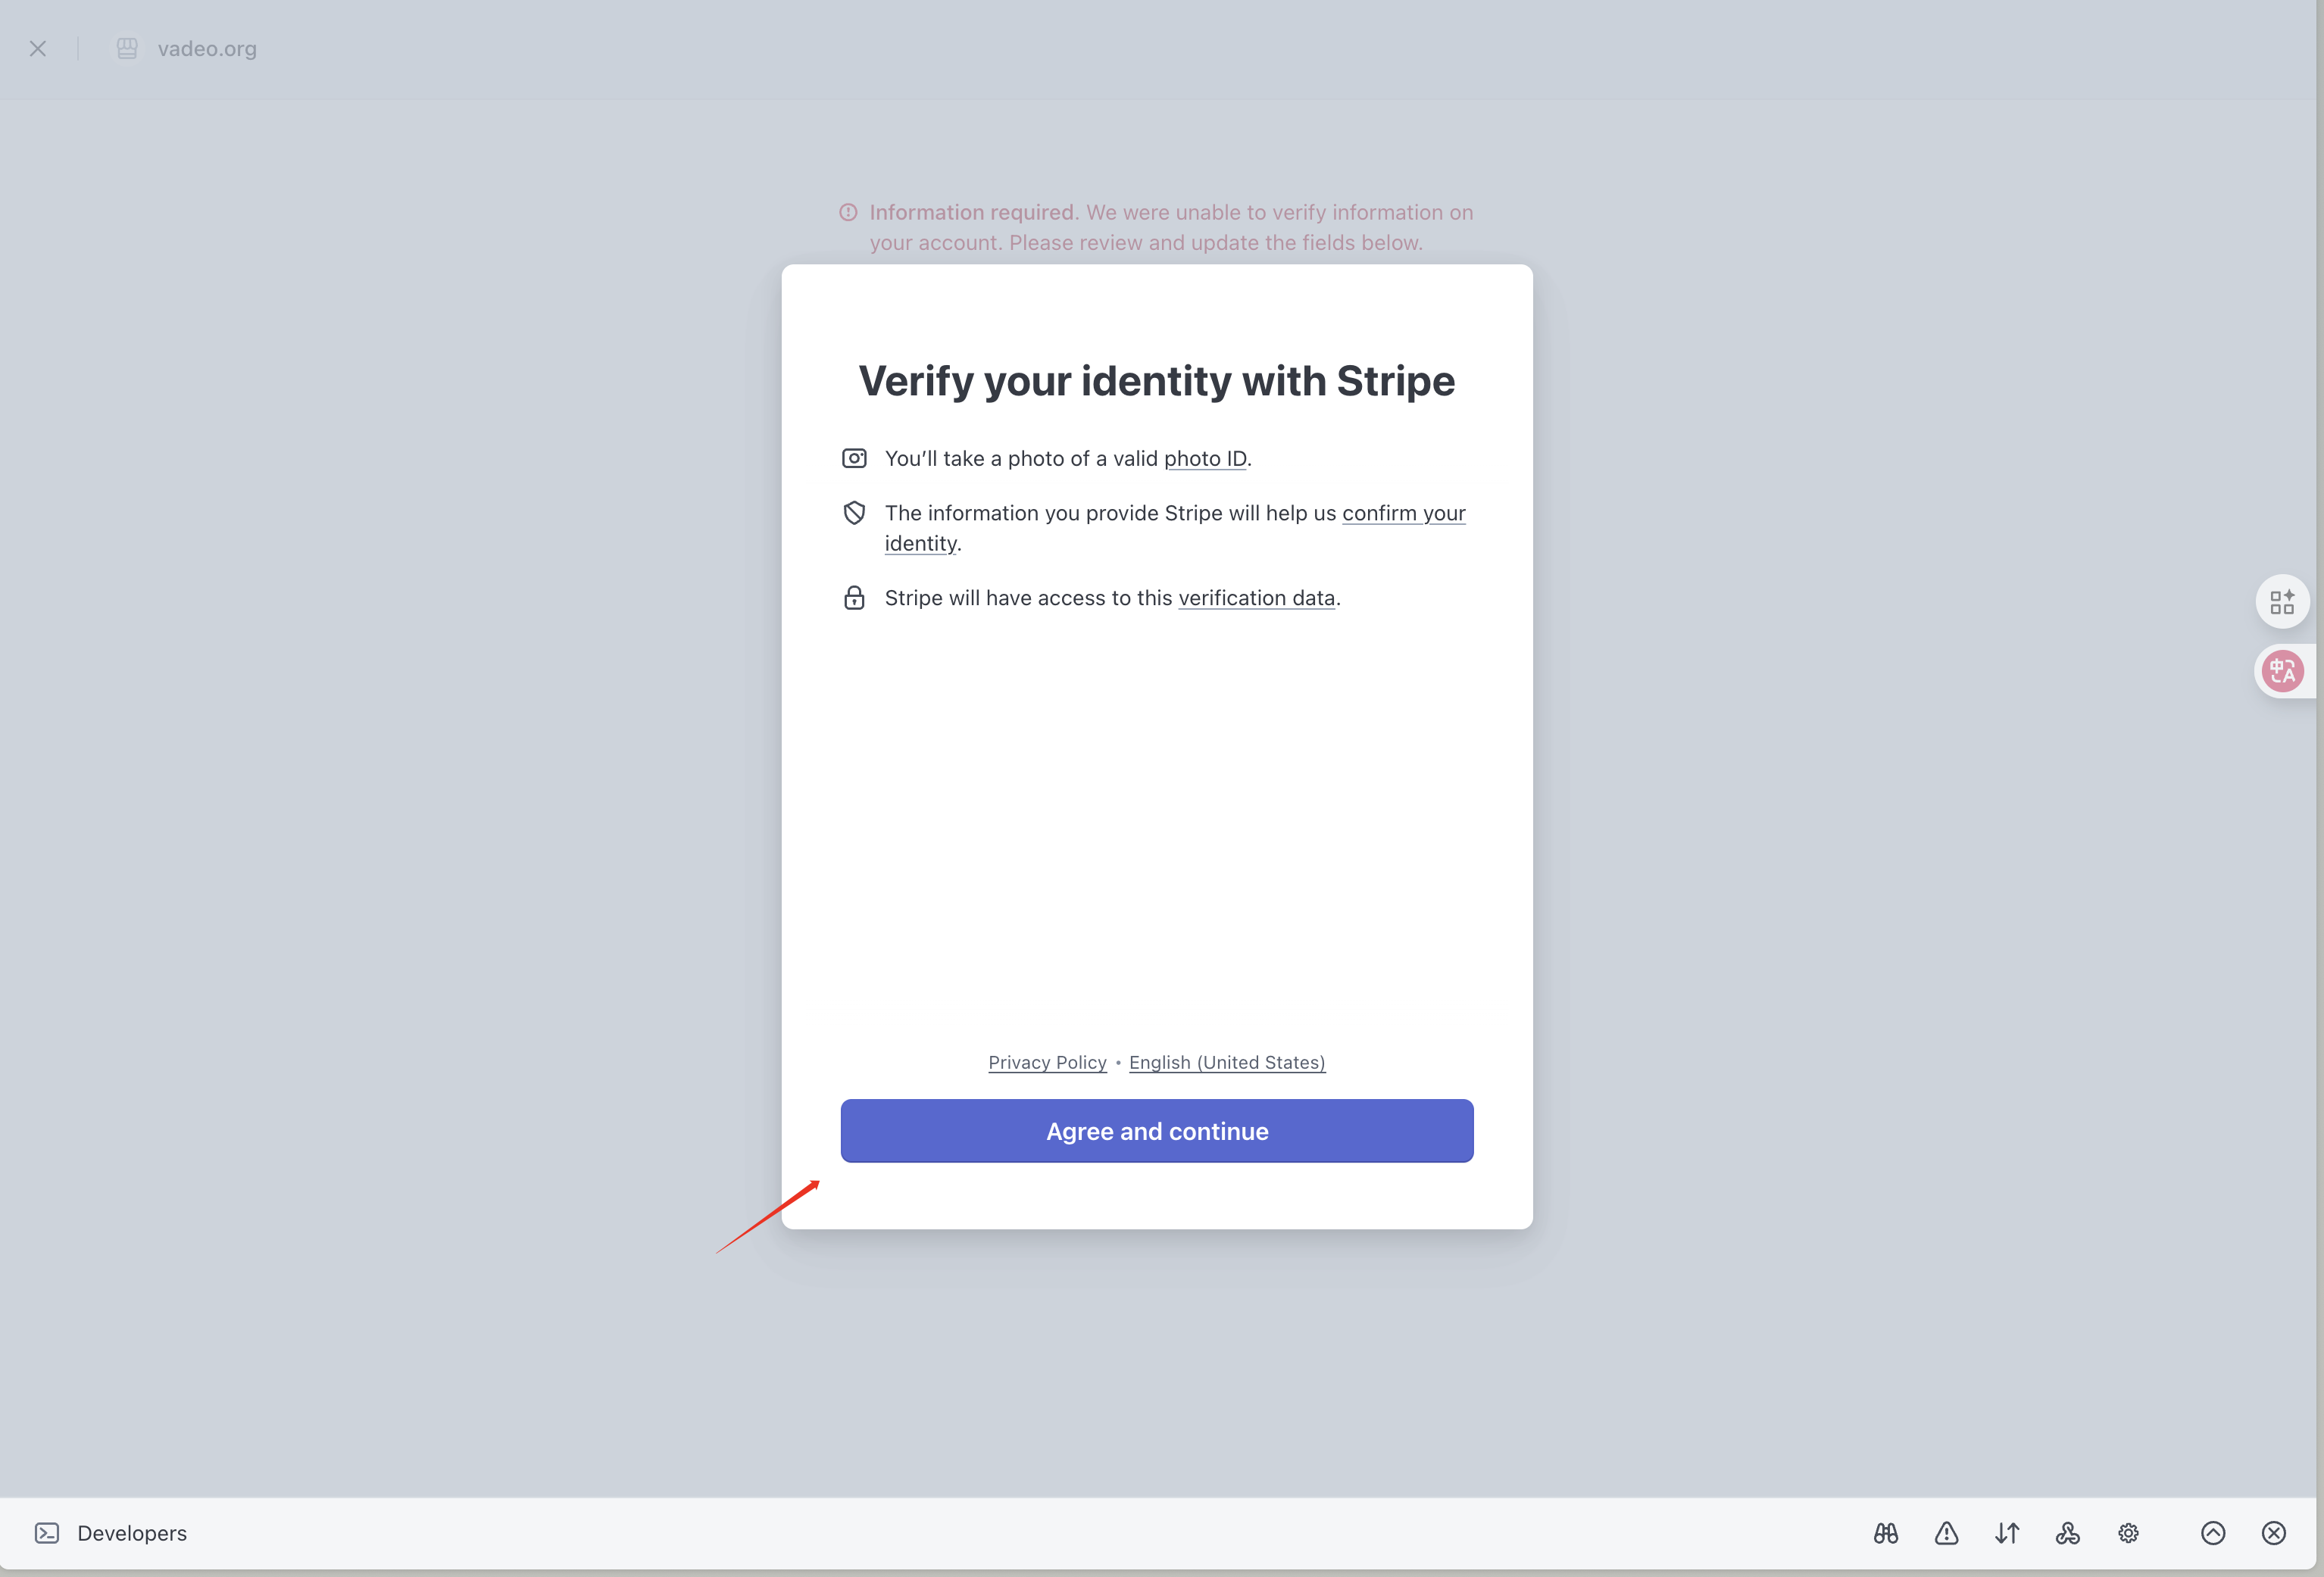 vadeo.org
Information required. We were unable to verify information on
your account. Please review and update the fields below.
Verify your identity with Stripe
You’ll take a photo of a valid photo ID.
The information you provide Stripe will help us confirm your
identity.
Stripe will have access to this verification data.
中A
Privacy Policy • English (United States)
Agree and continue
Developers